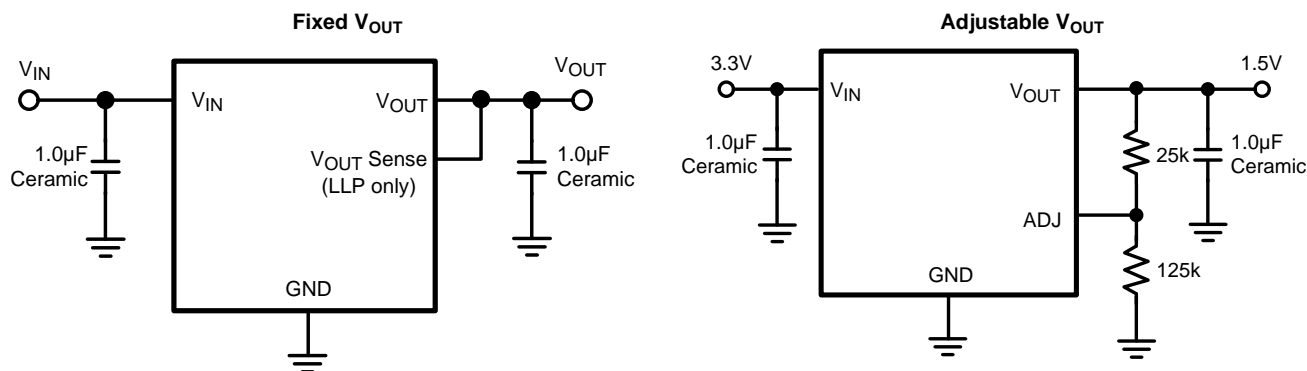 Fixed VOUT
VIN
VIN
VOUT
VOUT
VOUT Sense
(LLP only)
1.0µF
Ceramic
1.0µF
Ceramic
GND
Adjustable VOUT
3.3V
VIN
VOUT
1.5V
1.0µF
Ceramic
25k
1.0µF
Ceramic
ADJ
125k
GND